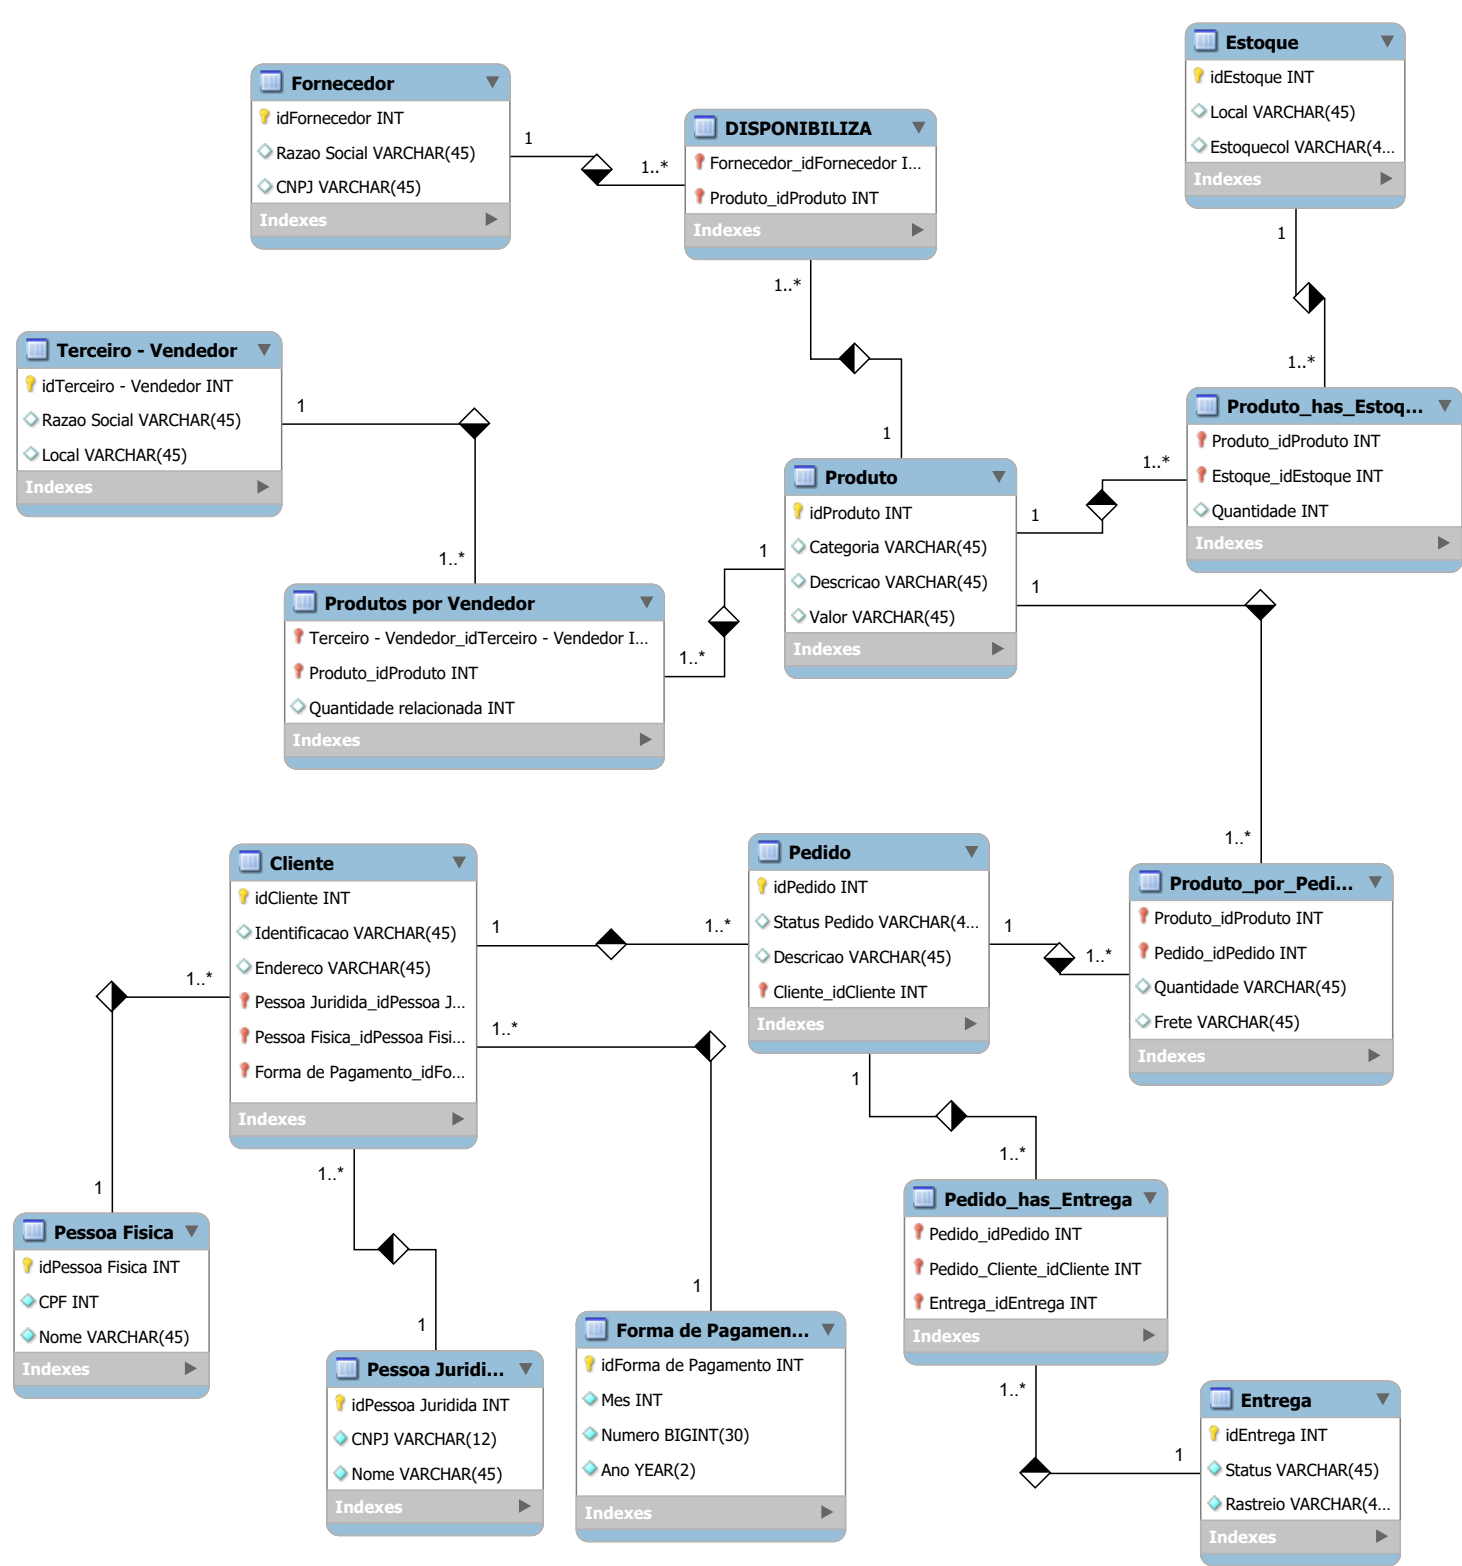 Estoque
idEstoque INT
Local VARCHAR(45)
Estoquecol VARCHAR(4...
Indexes
Fornecedor
idFornecedor INT
Razao Social VARCHAR(45)
CNPJ VARCHAR(45)
Indexes
1
1..*
DISPONIBILIZA
Fornecedor_idFornecedor I...
Produto_idProduto INT
Indexes
1..*
1
1
1..*
Terceiro - Vendedor
idTerceiro - Vendedor INT
Razao Social VARCHAR(45)
Local VARCHAR(45)
Indexes
1
1..*
Produto_has_Estoq...
Produto_idProduto INT
Estoque_idEstoque INT
Quantidade INT
Indexes
Produto
idProduto INT
Categoria VARCHAR(45)
Descricao VARCHAR(45)
Valor VARCHAR(45)
Indexes
1
1..*
1
1..*
1
1..*
Produtos por Vendedor
Terceiro - Vendedor_idTerceiro - Vendedor I...
Produto_idProduto INT
Quantidade relacionada INT
Indexes
Cliente
idCliente INT
Identificacao VARCHAR(45)
Endereco VARCHAR(45)
Pessoa Juridida_idPessoa J...
Pessoa Fisica_idPessoa Fisi...
Forma de Pagamento_idFo...
Indexes
1
1..*
Pedido
idPedido INT
Status Pedido VARCHAR(4...
Descricao VARCHAR(45)
Cliente_idCliente INT
Indexes
1
1..*
Produto_por_Pedi...
Produto_idProduto INT
Pedido_idPedido INT
Quantidade VARCHAR(45)
Frete VARCHAR(45)
Indexes
1..*
1
1..*
1
1..*
1
1
1..*
Pedido_has_Entrega
Pedido_idPedido INT
Pedido_Cliente_idCliente INT
Entrega_idEntrega INT
Indexes
1..*
1
Pessoa Fisica
idPessoa Fisica INT
CPF INT
Nome VARCHAR(45)
Indexes
Pessoa Juridi...
idPessoa Juridida INT
CNPJ VARCHAR(12)
Nome VARCHAR(45)
Indexes
Forma de Pagamen...
idForma de Pagamento INT
Mes INT
Numero BIGINT(30)
Ano YEAR(2)
Indexes
Entrega
idEntrega INT
Status VARCHAR(45)
Rastreio VARCHAR(4...
Indexes